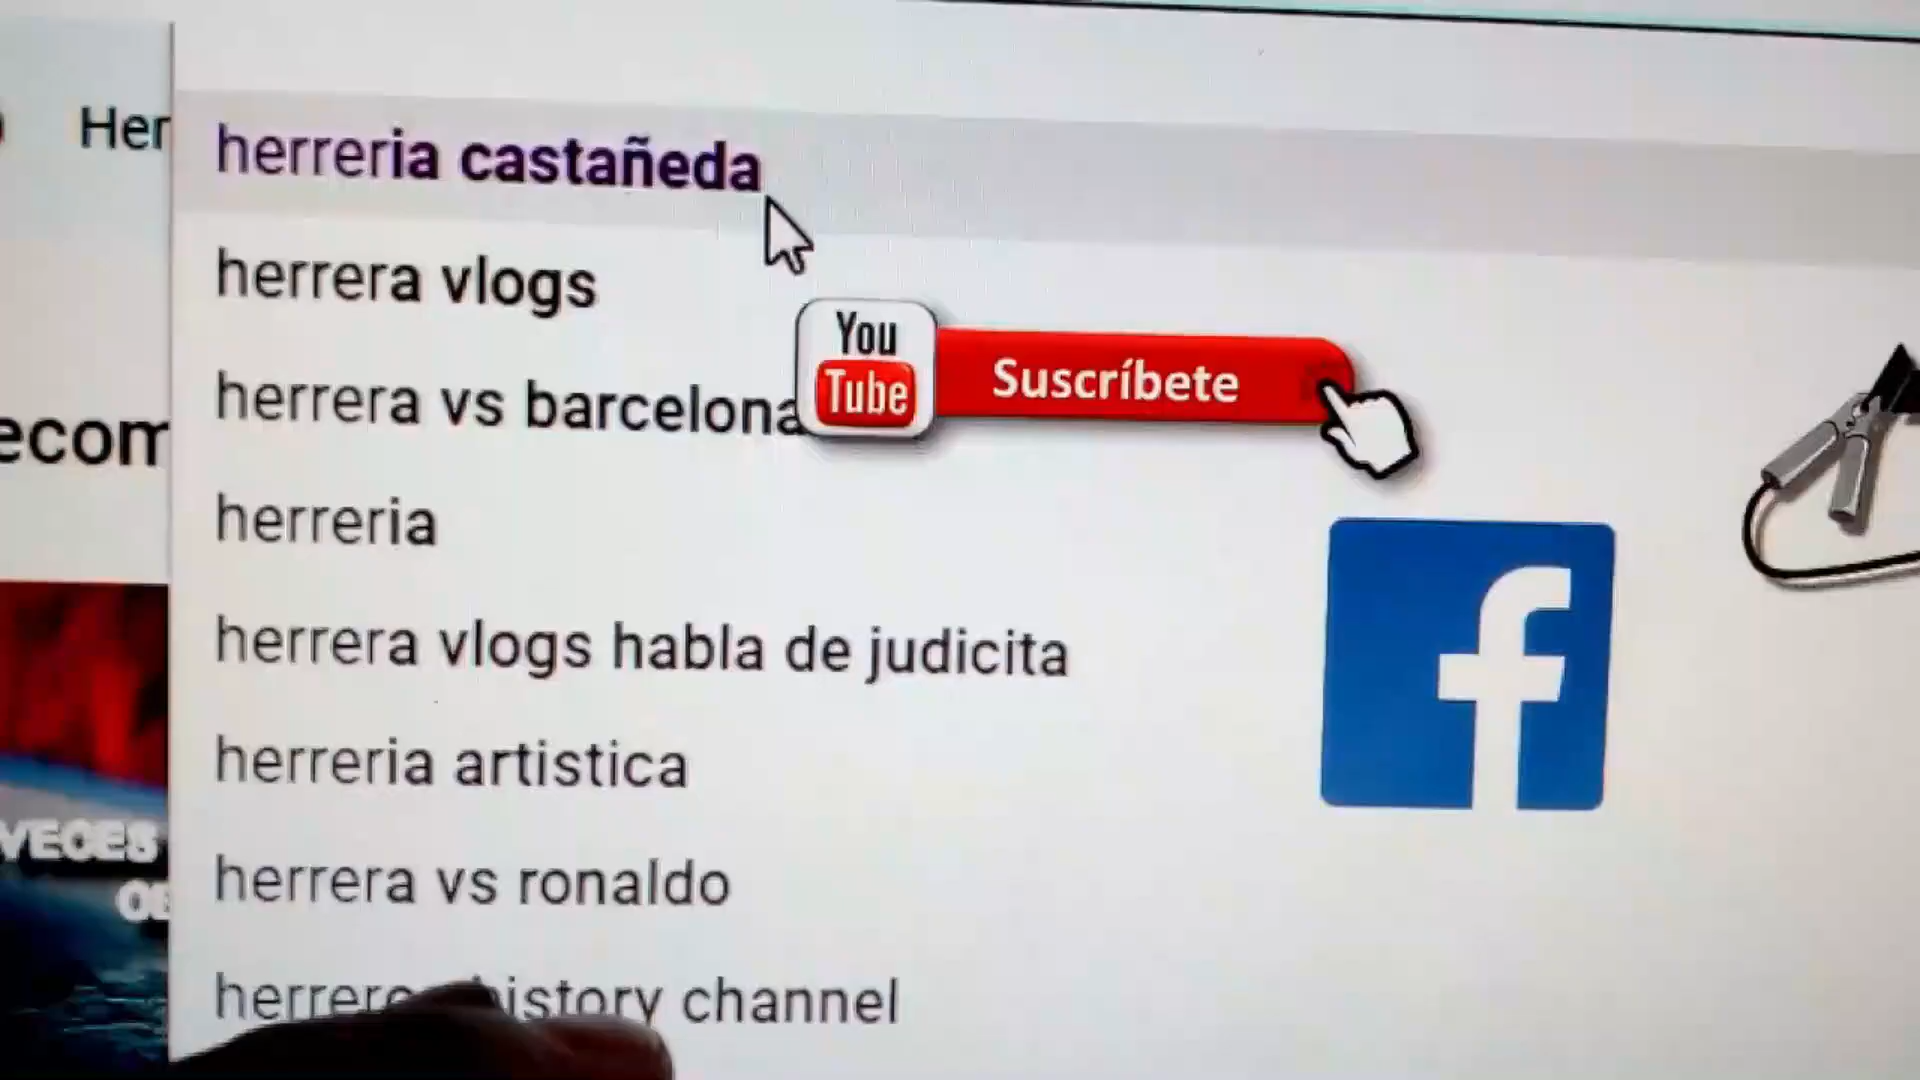 Her
herreria castañeda
herrera vlogs
You
Tube
Suscríbete
herrera vs barcelona
ecom
herreria
herrera vlogs habla de judicita
f
herreria artistica
VECES
herrera vs ronaldo
history channel